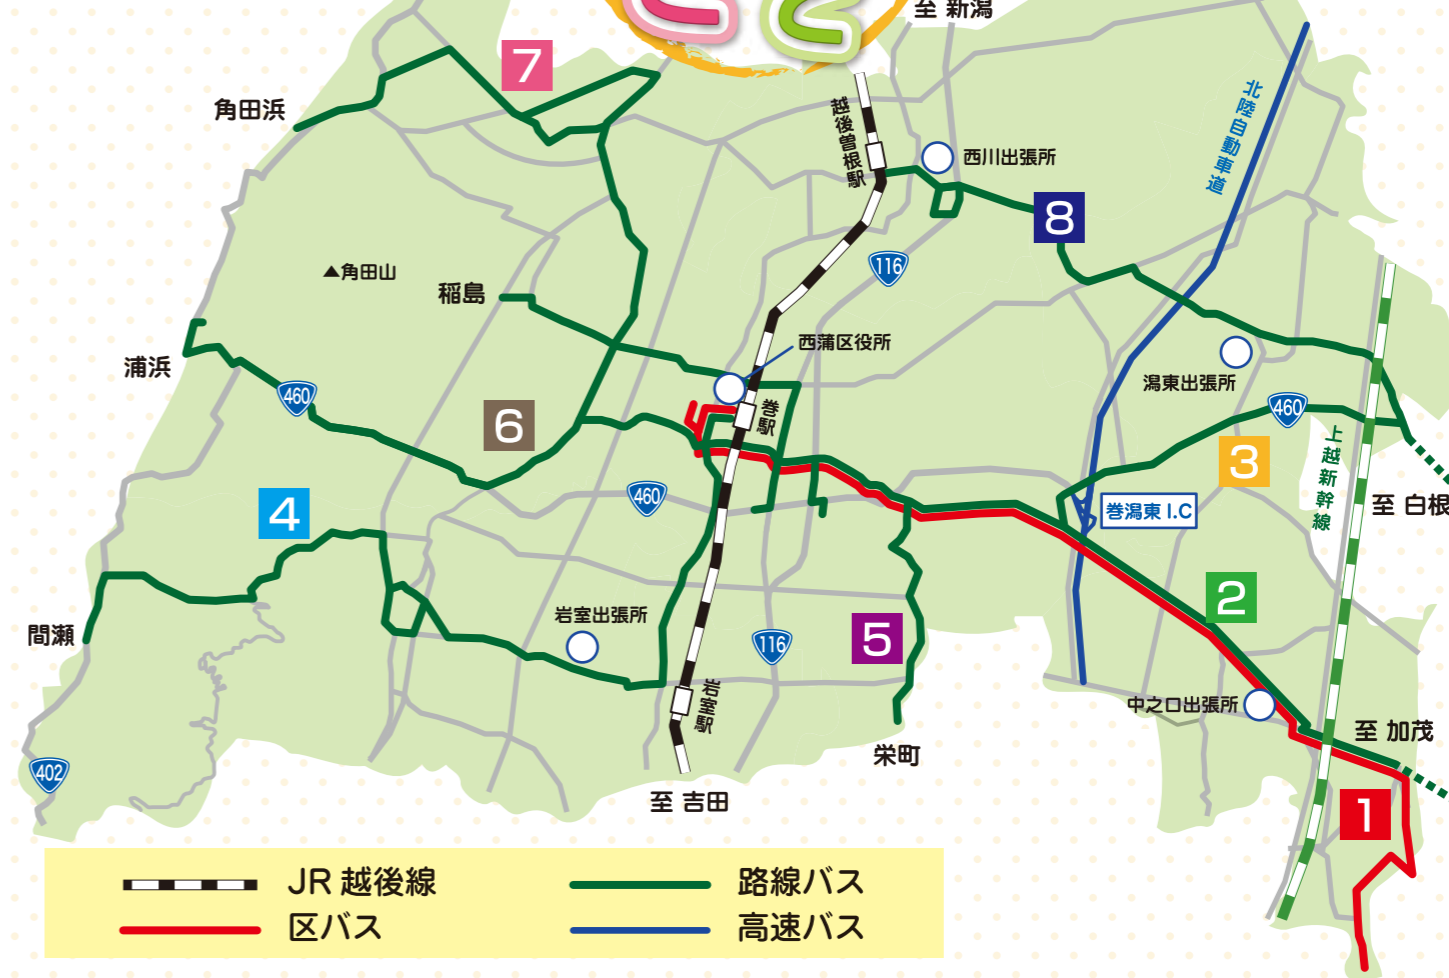 至 新潟
7
角田浜
越後曽根駅
西川出張所
北陸自動車道
8
116
▲角田山
稲島
西蒲区役所
浦浜
潟東出張所
460
巻駅
460
6
上越新幹線
3
4
460
巻潟東 I.C
至 白根
2
岩室出張所
間瀬
116
5
岩室駅
中之口出張所
至 加茂
栄町
402
至 吉田
1
JR 越後線
路線バス
区バス
高速バス